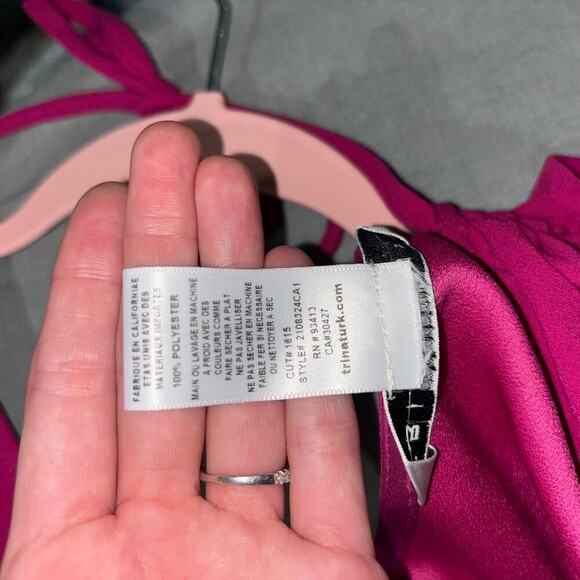 FABRIQUE EN CALIFORNIAE
ETAS UNIS AVEC DES
MATERIAUX IMPORTES
100% POLYESTER
MAIN OU LAVAGE EN MACHINE
A FROID AVEC DES
COULEURS COMME
FAIRE SECHER A PLAT
NE PAS JAVELLISER
NE PAS SECHER EN MACHINE
FAIBLE FER SI NECESSAIRE
OU NETTOYER A SEC
CUT# 1615
STYLE# 2108324CA1
RN # 93413
CA#30427
trinaturk.com